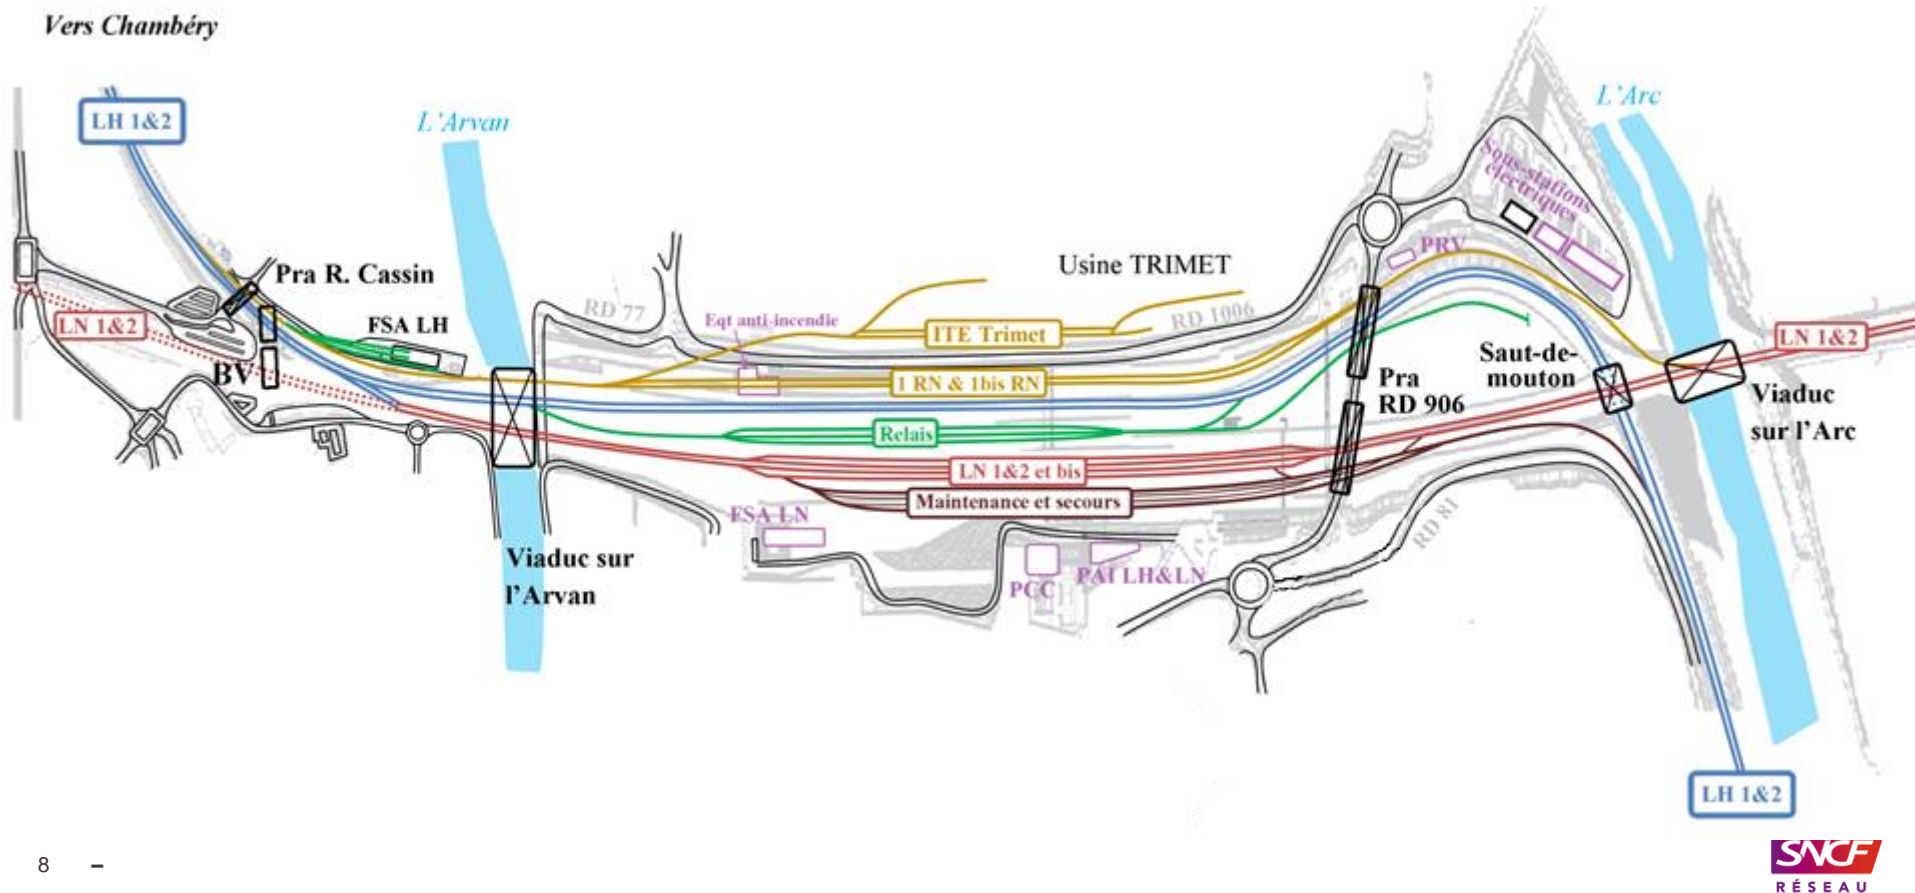 Vers Chambéry
LH 1&2
L'Arvan
L'Arc
Sous-stations
électriques
Pra R. Cassin
Usine TRIMET
PRV
RD 77
Eqt anti-incendie
ITE Trimet
RD 1006
LN 1&2
FSA LH
LN 1&2
BV
1 RN & 1bis RN
Pra
RD 906
Saut-de-
mouton
Viaduc
sur l'Arc
Relais
LN 1&2 et bis
Maintenance et secours
FSA LN
RD 81
Viaduc sur
l'Arvan
PCC
PAI LH&LN
LH 1&2
8 –
SNCF
RÉSEAU